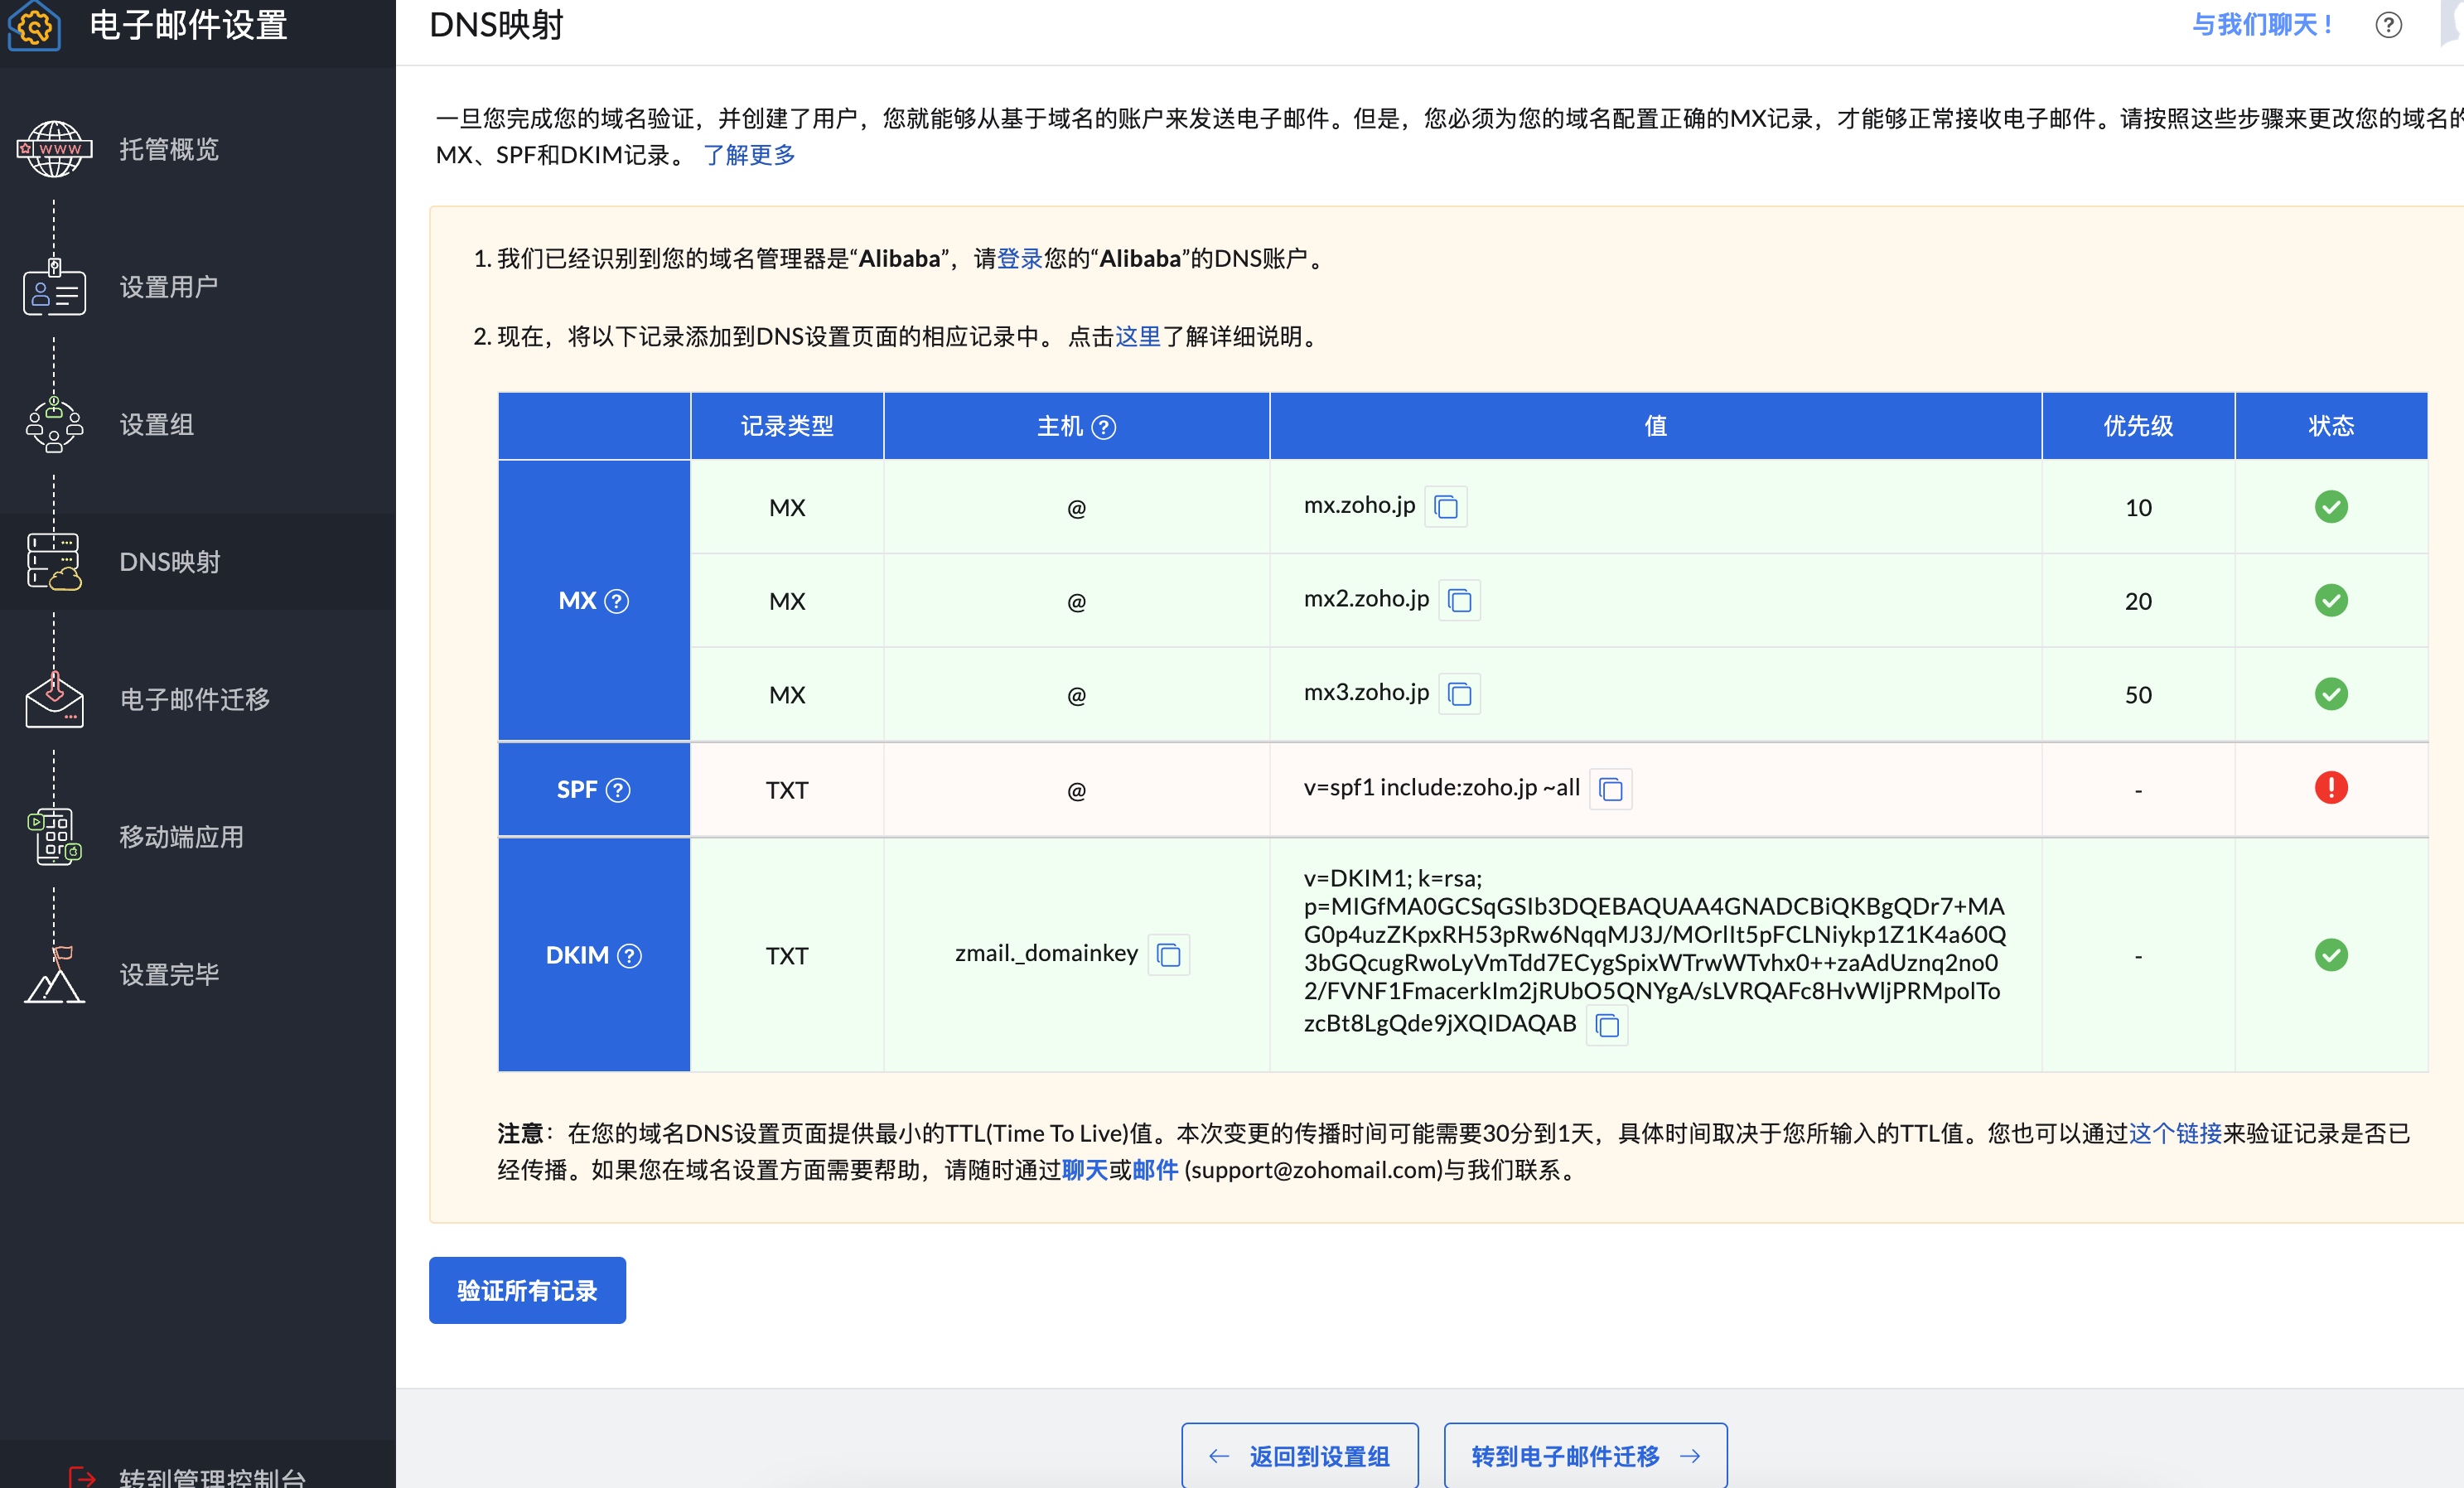 电子邮件设置
DNS映射
与我们聊天！
托管概览
设置用户
设置组
DNS映射
电子邮件迁移
移动端应用
设置完毕
转到管理控制台
一旦您完成您的域名验证，并创建了用户，您就能够从基于域名的账户来发送电子邮件。但是，您必须为您的域名配置正确的MX记录，才能够正常接收电子邮件。请按照这些步骤来更改您的域名的
MX、SPF和DKIM记录。 了解更多
1. 我们已经识别到您的域名管理器是“Alibaba”，请登录您的“Alibaba”的DNS账户。
2. 现在，将以下记录添加到DNS设置页面的相应记录中。 点击这里了解详细说明。
记录类型 主机 ? 值 优先级 状态
MX ?
MX @ mx.zoho.jp 10
MX @ mx2.zoho.jp 20
MX @ mx3.zoho.jp 50
SPF ? TXT @ v=spf1 include:zoho.jp ~all -
DKIM ? TXT zmail._domainkey -
v=DKIM1; k=rsa;
p=MIGfMA0GCSqGSIb3DQEBAQUAA4GNADCBiQKBgQDr7+MA
G0p4uzZKpxRH53pRw6NqqMJ3J/MOrlIt5pFCLNiykp1Z1K4a60Q
3bGQcugRwoLyVmTdd7ECygSpixWTrwWTvhx0++zaAdUznq2no0
2/FVNF1FmacerkIm2jRUbO5QNYgA/sLVRQAFc8HvWljPRMpolTo
zcBt8LgQde9jXQIDAQAB
注意：在您的域名DNS设置页面提供最小的TTL(Time To Live)值。本次变更的传播时间可能需要30分到1天，具体时间取决于您所输入的TTL值。您也可以通过这个链接来验证记录是否已
经传播。如果您在域名设置方面需要帮助，请随时通过聊天或邮件 (support@zohomail.com)与我们联系。
验证所有记录
← 返回到设置组
转到电子邮件迁移 →